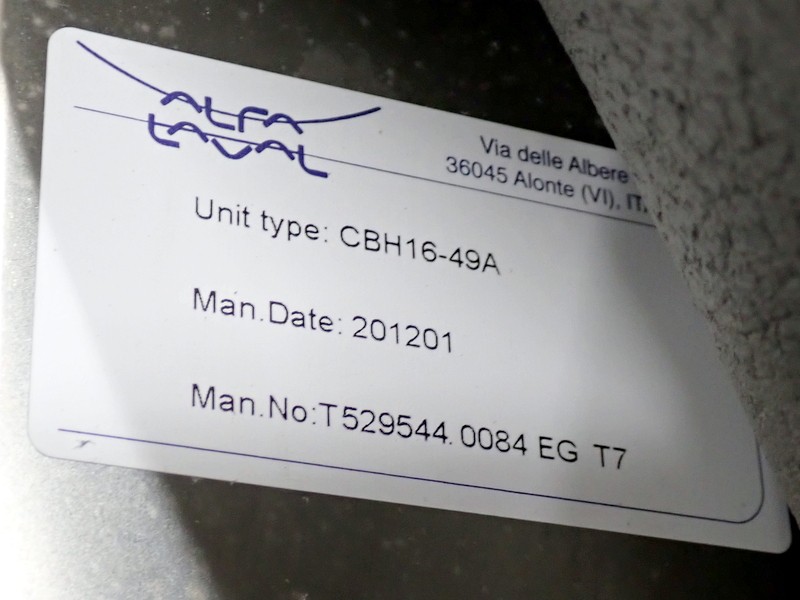 ALFA
LAVAL
Via delle Albere
36045 Alonte (VI),
Unit type: CBH16-49A
Man.Date: 201201
Man.No:T529544.0084 EG T7